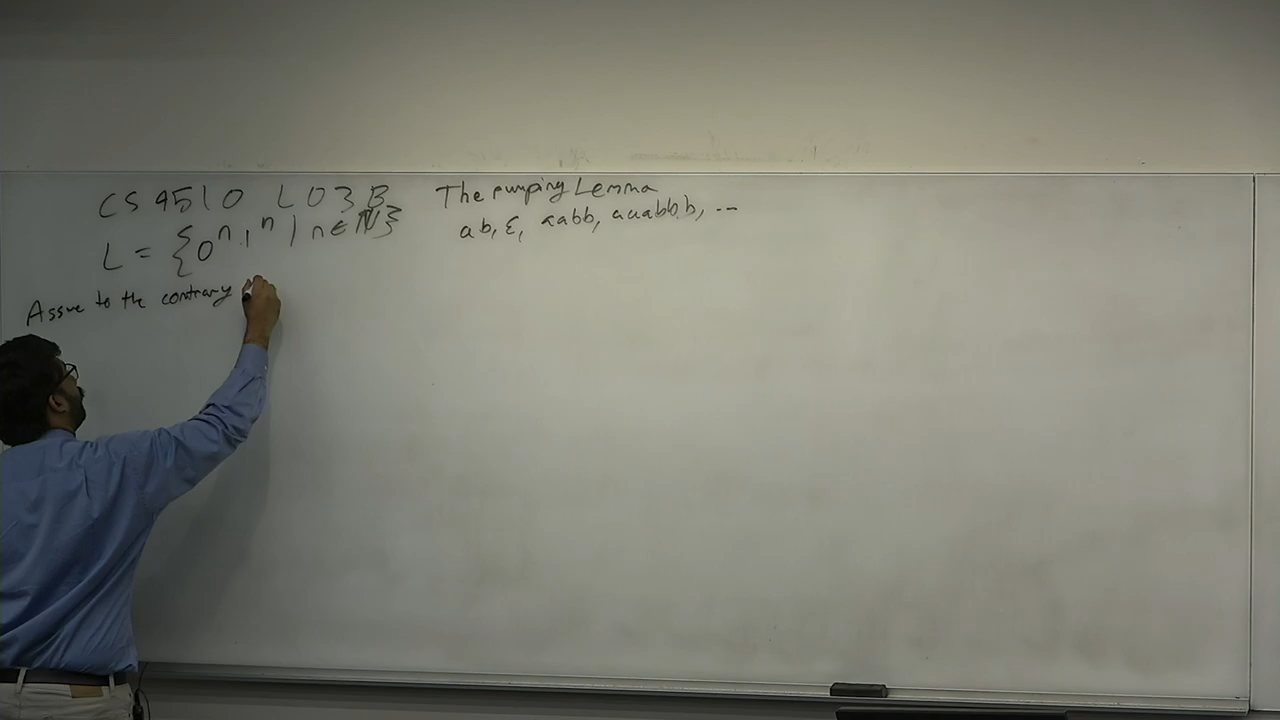 CS 4510 L03B The pumping Lemma
L = {0ⁿ1ⁿ | n ∈ ℕ} ab, ε, aabb, aaabbb, ...
Assue to the contrary